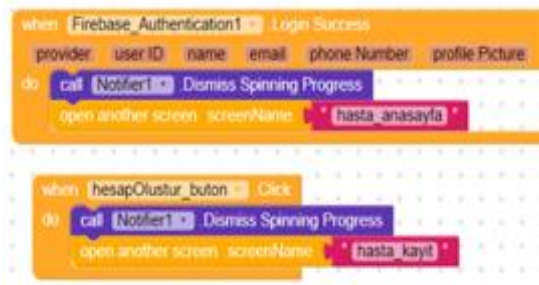 when Firebase_Authentication1 .Login Success
provider user ID name email phone Number profile Picture
do call Notifier1 .Dismiss Spinning Progress
open another screen screenName " hasta_anasayfa "
when hesapOlustur_buton .Click
do call Notifier1 .Dismiss Spinning Progress
open another screen screenName " hasta_kayit "